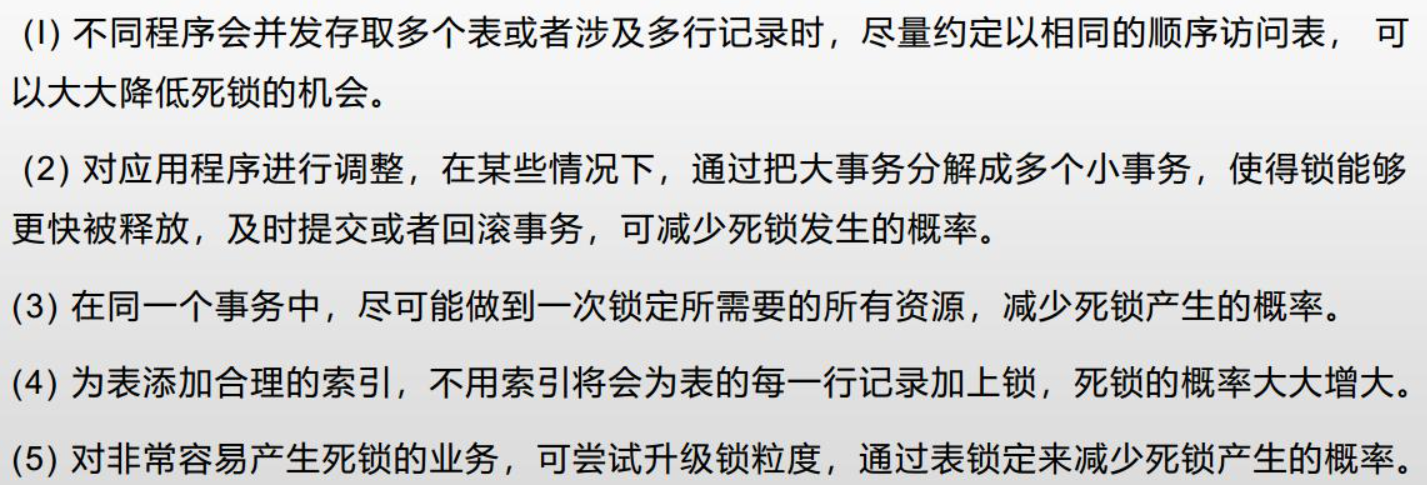 (l) 不同程序会并发存取多个表或者涉及多行记录时，尽量约定以相同的顺序访问表， 可
以大大降低死锁的机会。
(2) 对应用程序进行调整，在某些情况下，通过把大事务分解成多个小事务，使得锁能够
更快被释放，及时提交或者回滚事务，可减少死锁发生的概率。
(3) 在同一个事务中，尽可能做到一次锁定所需要的所有资源，减少死锁产生的概率。
(4) 为表添加合理的索引，不用索引将会为表的每一行记录加上锁，死锁的概率大大增大。
(5) 对非常容易产生死锁的业务，可尝试升级锁粒度，通过表锁定来减少死锁产生的概率。